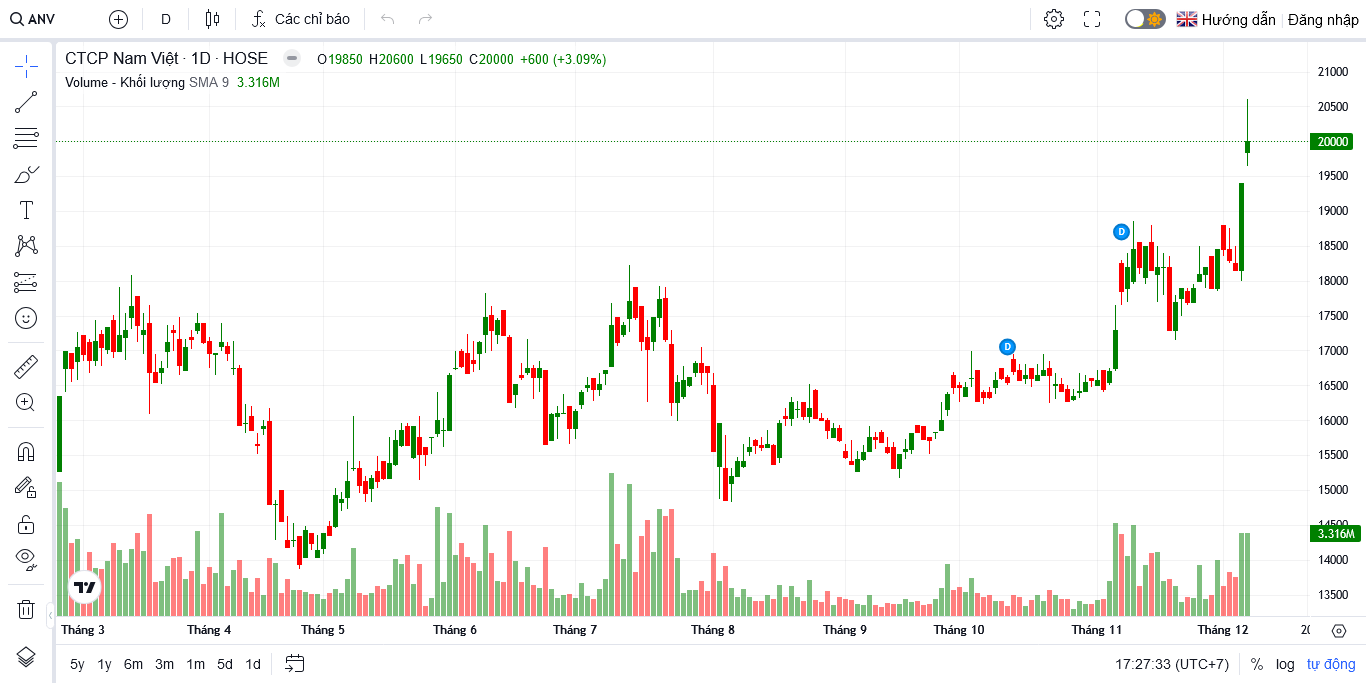 ANV
D
Các chỉ báo
Hướng dẫn
Đăng nhập
CTCP Nam Việt · 1D · HOSE O19850 H20600 L19650 C20000 +600 (+3.09%)
Volume - Khối lượng SMA 9 3.316M
21000
20500
20000
19500
19000
18500
18000
17500
17000
16500
16000
15500
15000
14500
3.316M
14000
13500
D
D
Tháng 3 Tháng 4 Tháng 5 Tháng 6 Tháng 7 Tháng 8 Tháng 9 Tháng 10 Tháng 11 Tháng 12
5y 1y 6m 3m 1m 5d 1d
17:27:33 (UTC+7) % log tự động